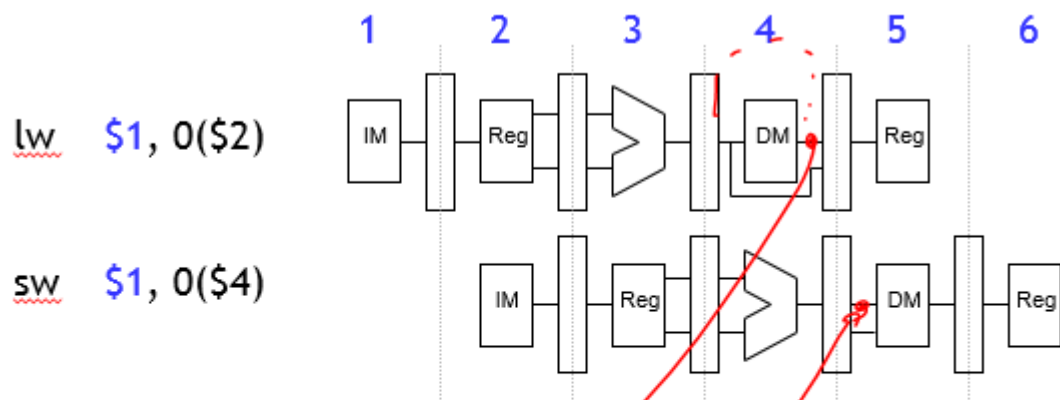 1 2 3 4 5 6
lw $1, 0($2) IM Reg DM Reg
sw $1, 0($4) IM Reg DM Reg